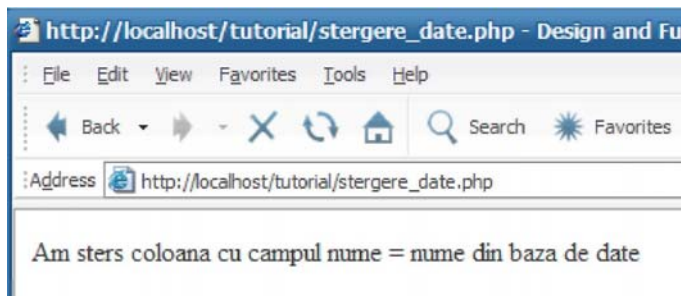 http://localhost/tutorial/stergere_date.php - Design and Fu
File Edit View Favorites Tools Help
Back Search Favorites
Address http://localhost/tutorial/stergere_date.php
Am sters coloana cu campul nume = nume din baza de date